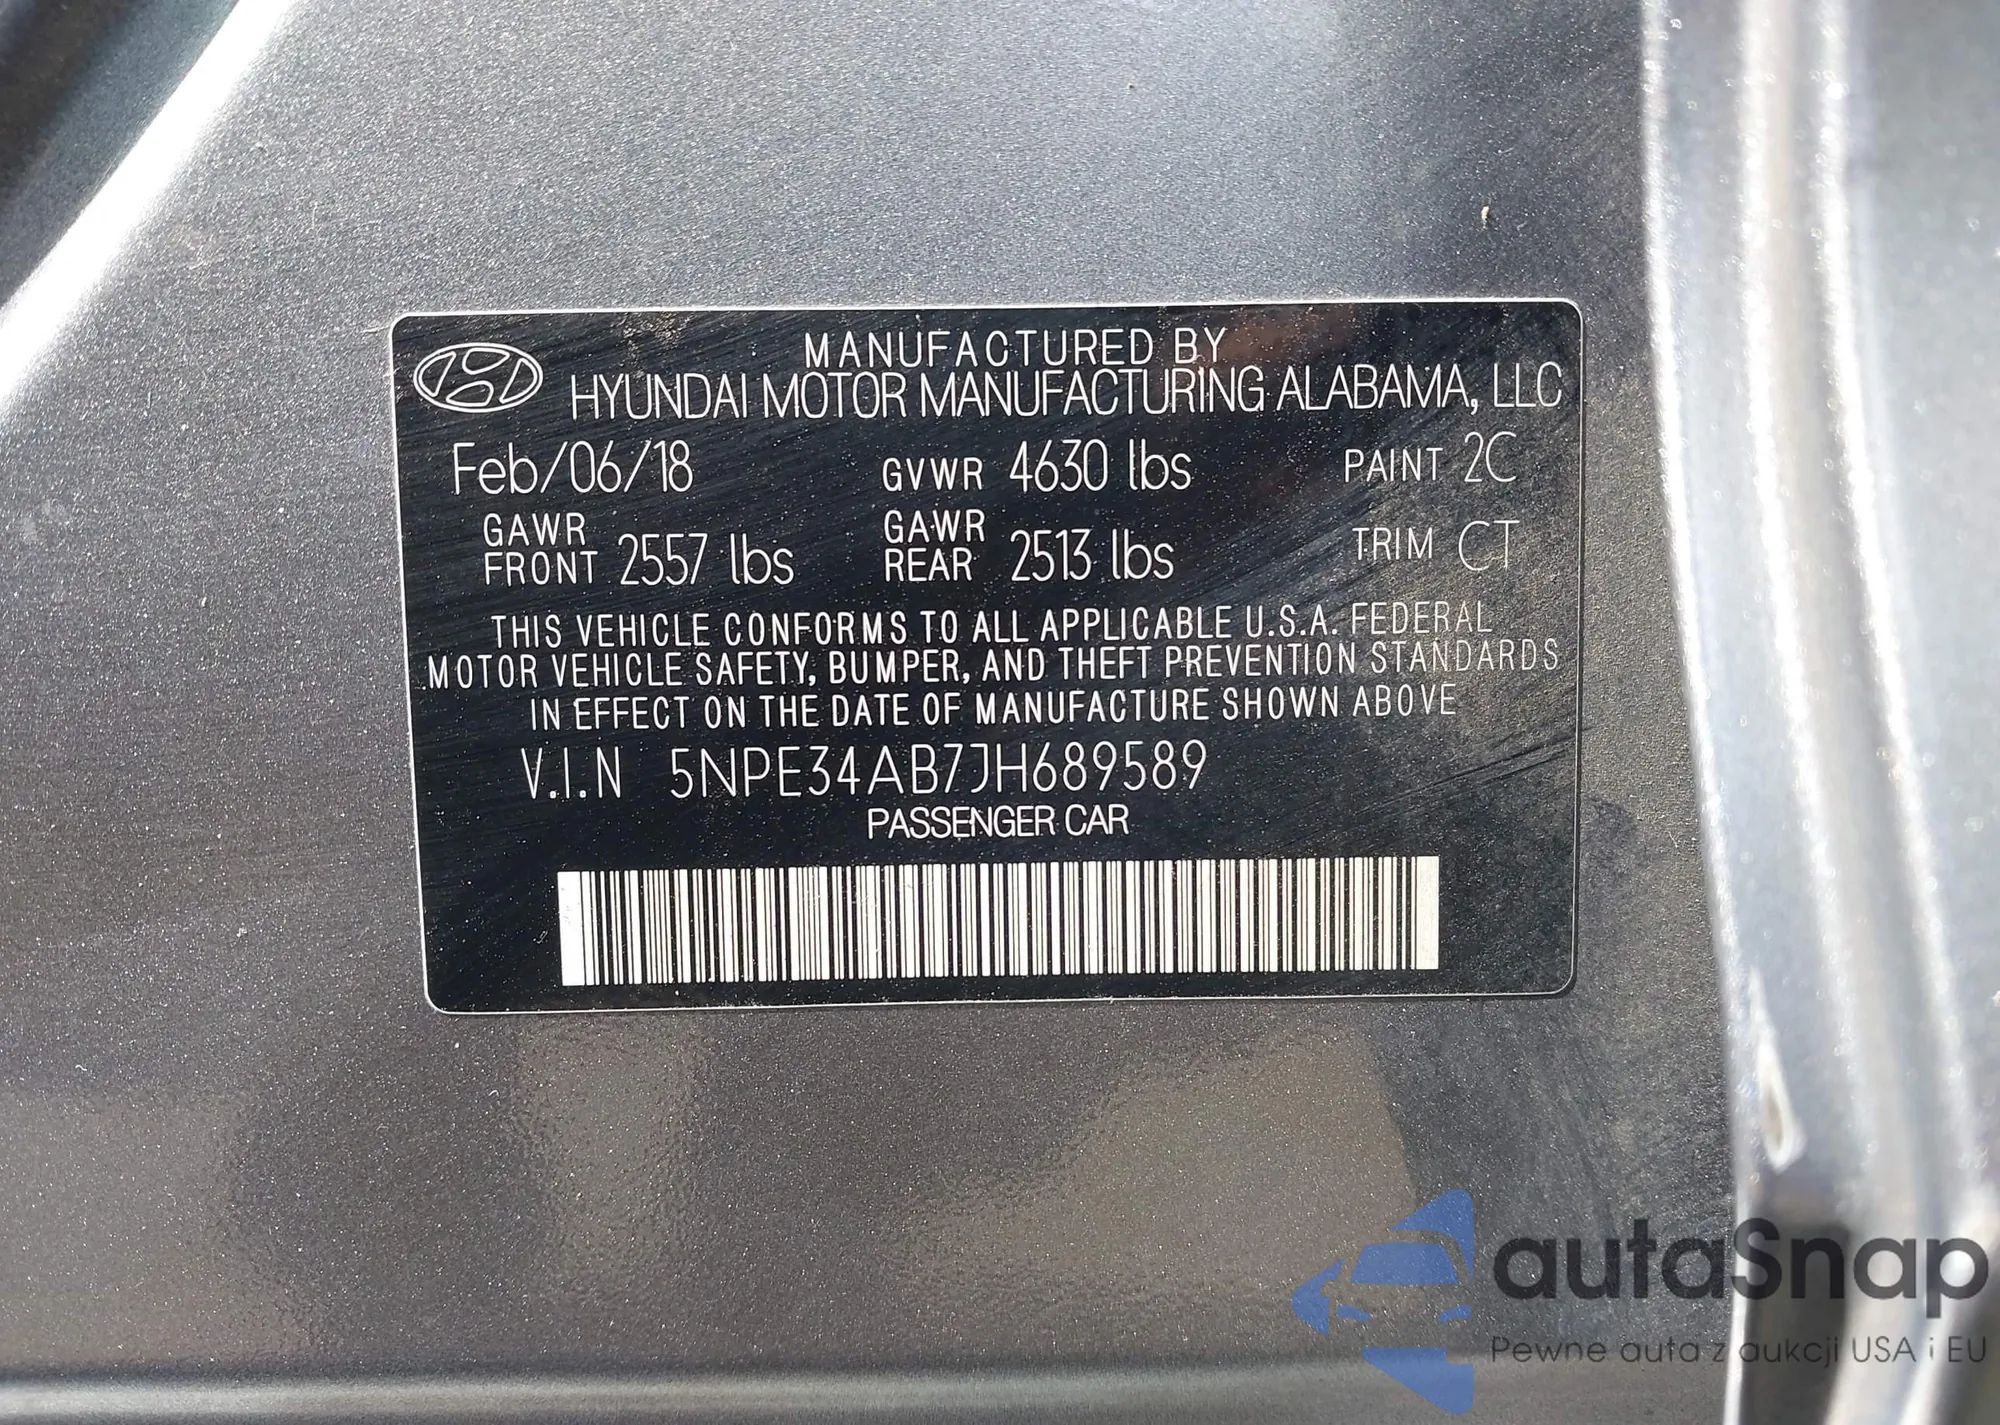 MANUFACTURED BY
HYUNDAI MOTOR MANUFACTURING ALABAMA, LLC
Feb/06/18 GVWR 4630 lbs PAINT 2C
GAWR FRONT 2557 lbs GAWR REAR 2513 lbs TRIM CT
THIS VEHICLE CONFORMS TO ALL APPLICABLE U.S.A. FEDERAL
MOTOR VEHICLE SAFETY, BUMPER, AND THEFT PREVENTION STANDARDS
IN EFFECT ON THE DATE OF MANUFACTURE SHOWN ABOVE
V.I.N 5NPE34AB7JH689589
PASSENGER CAR
autaSnap
Pewne auta z aukcji USA i EU